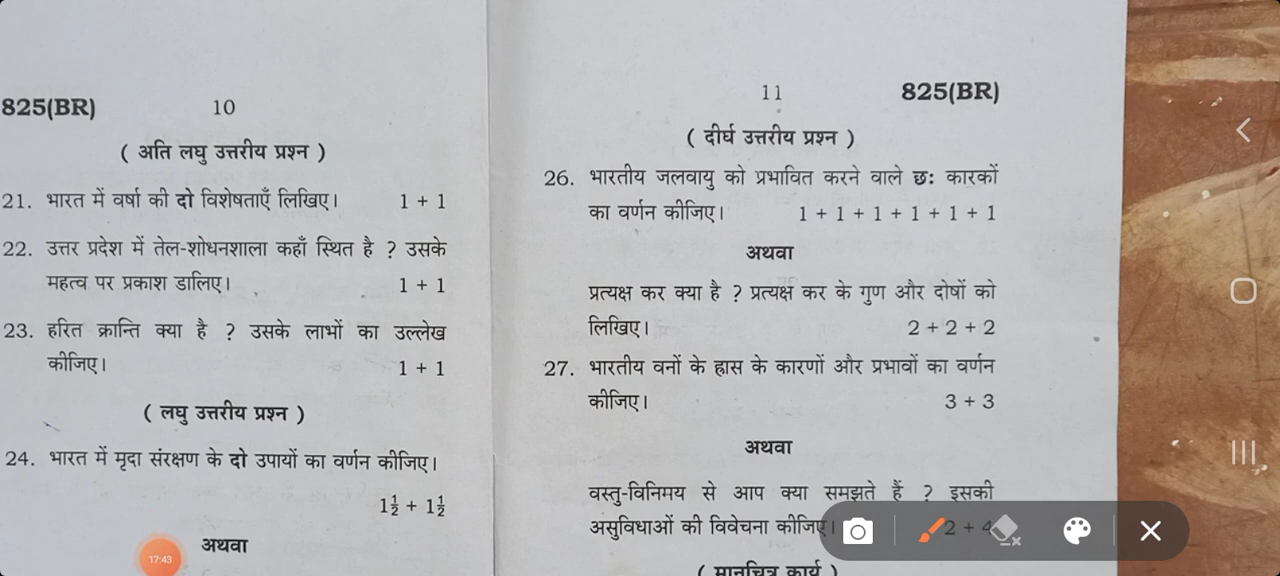 825(BR)
10
( अति लघु उत्तरीय प्रश्न )
21. भारत में वर्षा की दो विशेषताएँ लिखिए। 1 + 1
22. उत्तर प्रदेश में तेल-शोधनशाला कहाँ स्थित है ? उसके
महत्व पर प्रकाश डालिए। 1 + 1
23. हरित क्रान्ति क्या है ? उसके लाभों का उल्लेख
कीजिए। 1 + 1
( लघु उत्तरीय प्रश्न )
24. भारत में मृदा संरक्षण के दो उपायों का वर्णन कीजिए।
1½ + 1½
अथवा
17:43
11
825(BR)
( दीर्घ उत्तरीय प्रश्न )
26. भारतीय जलवायु को प्रभावित करने वाले छः कारकों
का वर्णन कीजिए। 1 + 1 + 1 + 1 + 1 + 1
अथवा
प्रत्यक्ष कर क्या है ? प्रत्यक्ष कर के गुण और दोषों को
लिखिए। 2 + 2 + 2
27. भारतीय वनों के ह्रास के कारणों और प्रभावों का वर्णन
कीजिए। 3 + 3
अथवा
वस्तु-विनिमय से आप क्या समझते हैं ? इसकी
असुविधाओं की विवेचना कीजिए। 2 + 4
( मानचित्र कार्य )